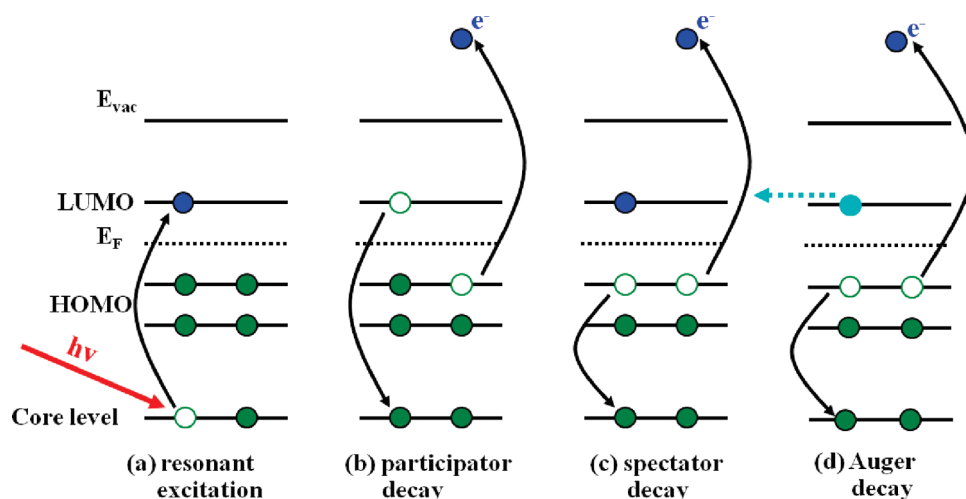 e⁻
e⁻
e⁻
E_vac
LUMO
E_F
HOMO
hν
Core level
(a) resonant
excitation
(b) participator
decay
(c) spectator
decay
(d) Auger
decay